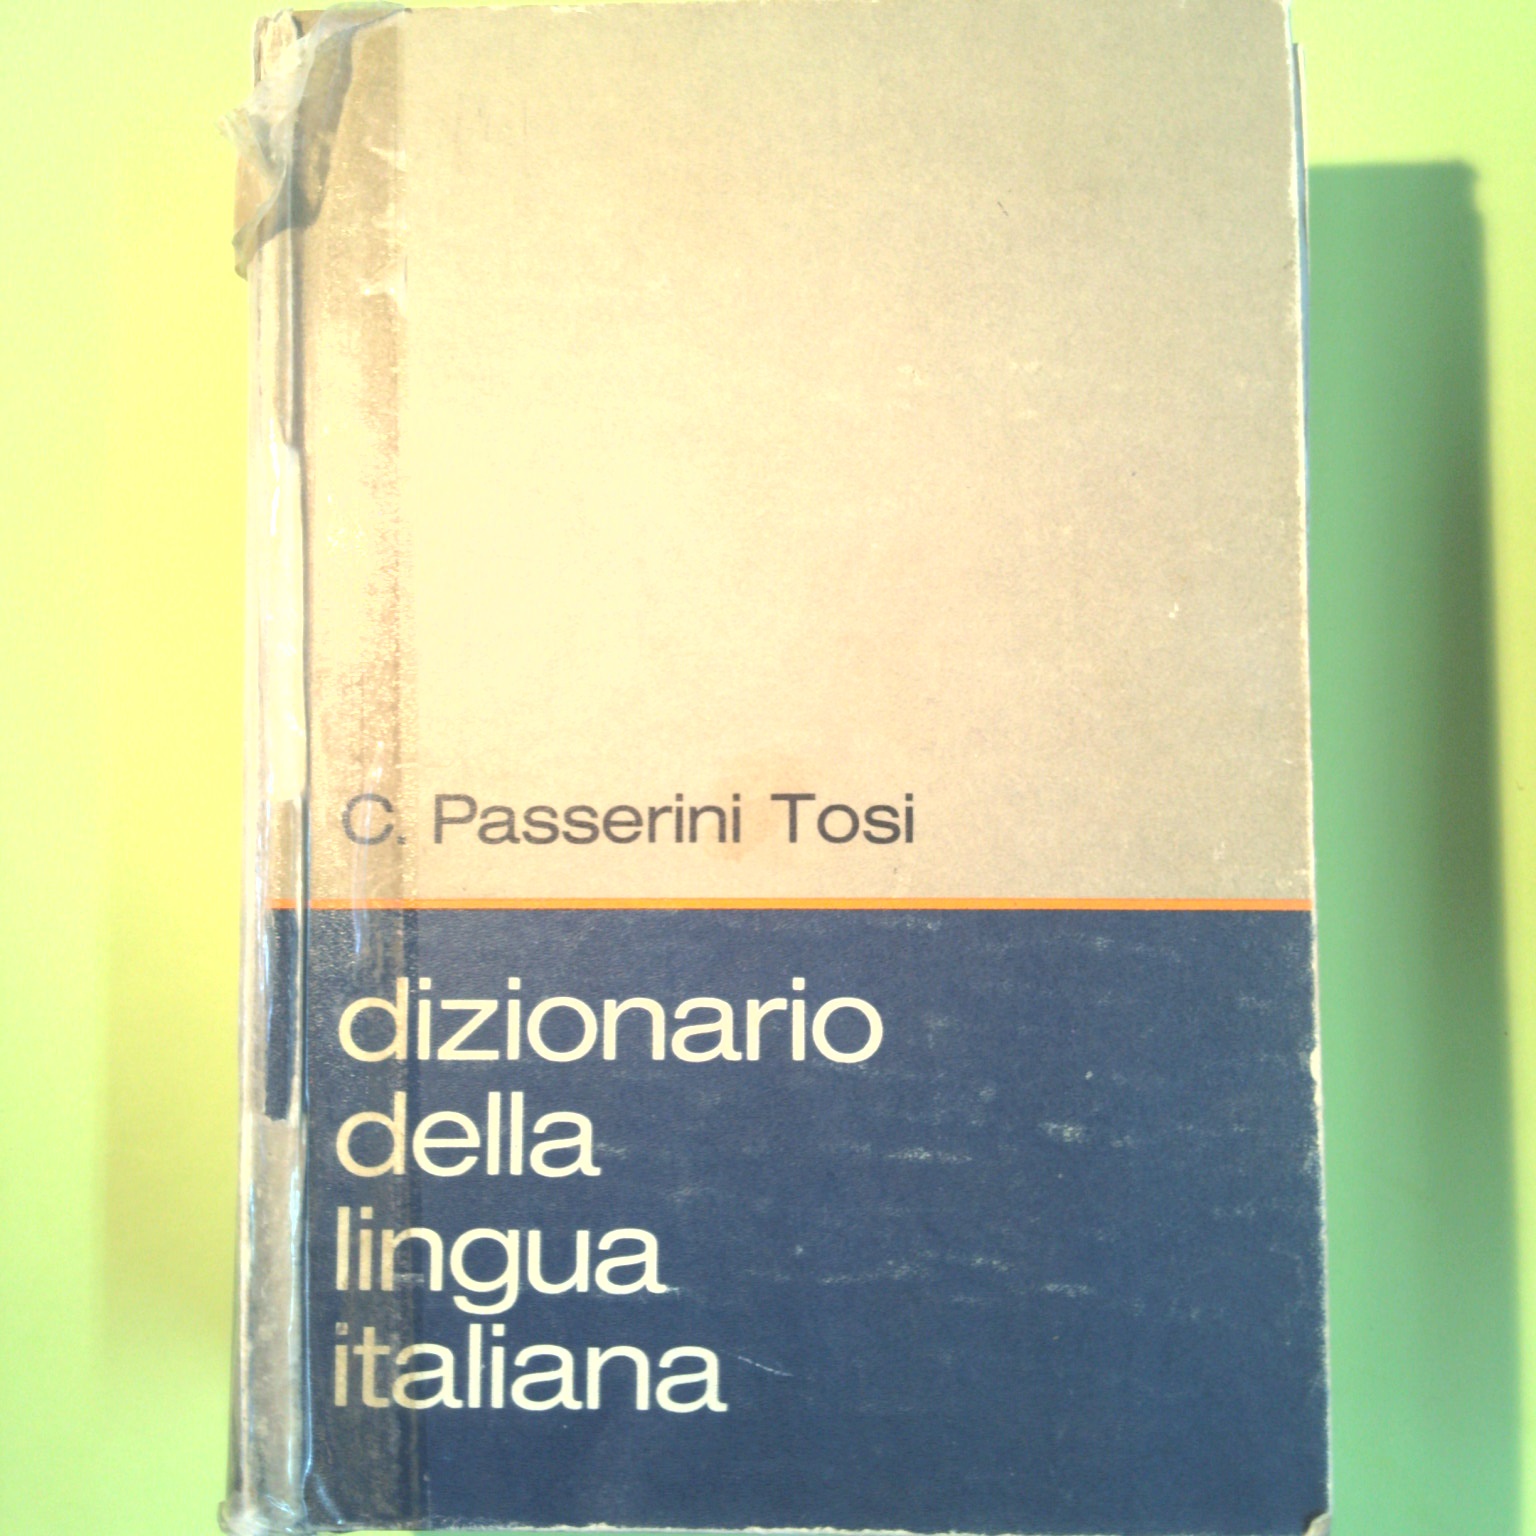 C. Passerini Tosi
dizionario
della
lingua
italiana